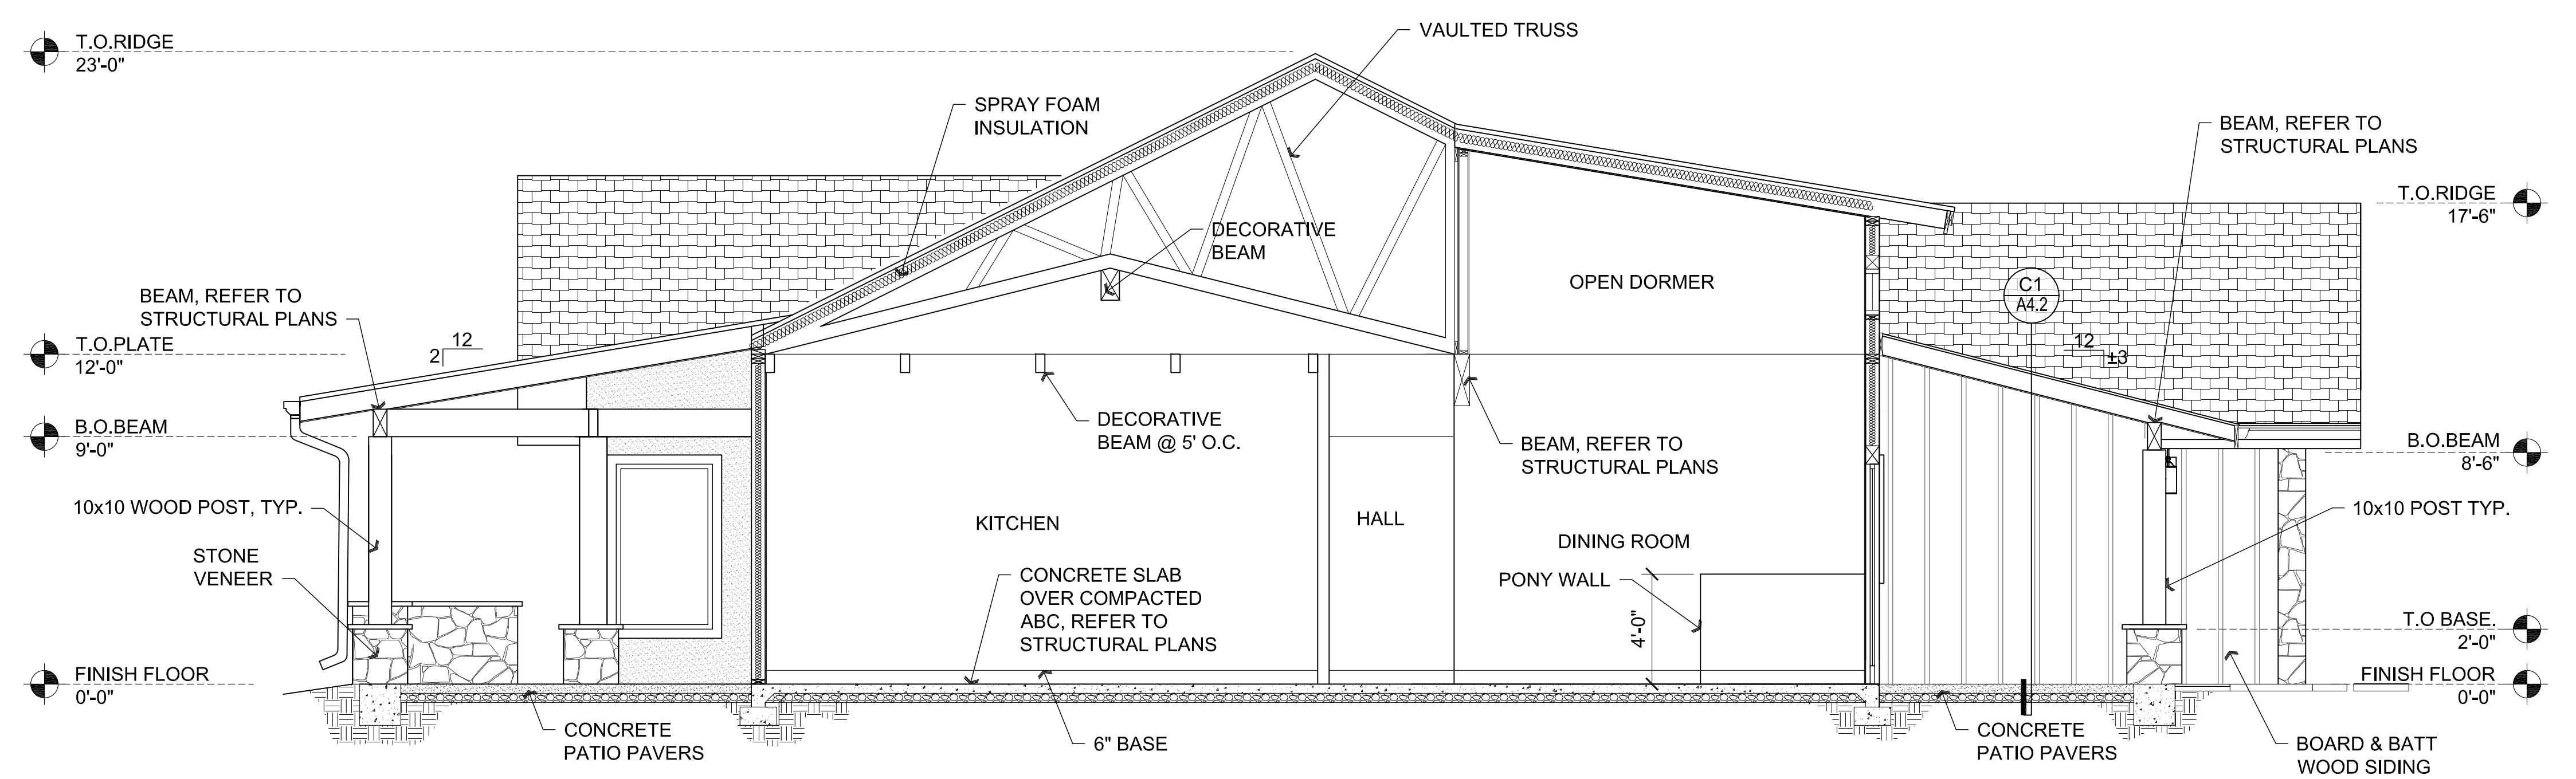 VAULTED TRUSS
T.O.RIDGE
23'-0"
SPRAY FOAM
INSULATION
BEAM, REFER TO
STRUCTURAL PLANS
T.O.RIDGE
17'-6"
DECORATIVE
BEAM
OPEN DORMER
C1
A4.2
BEAM, REFER TO
STRUCTURAL PLANS
12
2
T.O.PLATE
12'-0"
12
±3
DECORATIVE
BEAM @ 5' O.C.
B.O.BEAM
9'-0"
BEAM, REFER TO
STRUCTURAL PLANS
B.O.BEAM
8'-6"
10x10 WOOD POST, TYP.
KITCHEN
HALL
10x10 POST TYP.
DINING ROOM
STONE
VENEER
CONCRETE SLAB
OVER COMPACTED
ABC, REFER TO
STRUCTURAL PLANS
PONY WALL
4'-0"
T.O BASE.
2'-0"
FINISH FLOOR
0'-0"
FINISH FLOOR
0'-0"
CONCRETE
PATIO PAVERS
6" BASE
CONCRETE
PATIO PAVERS
BOARD & BATT
WOOD SIDING